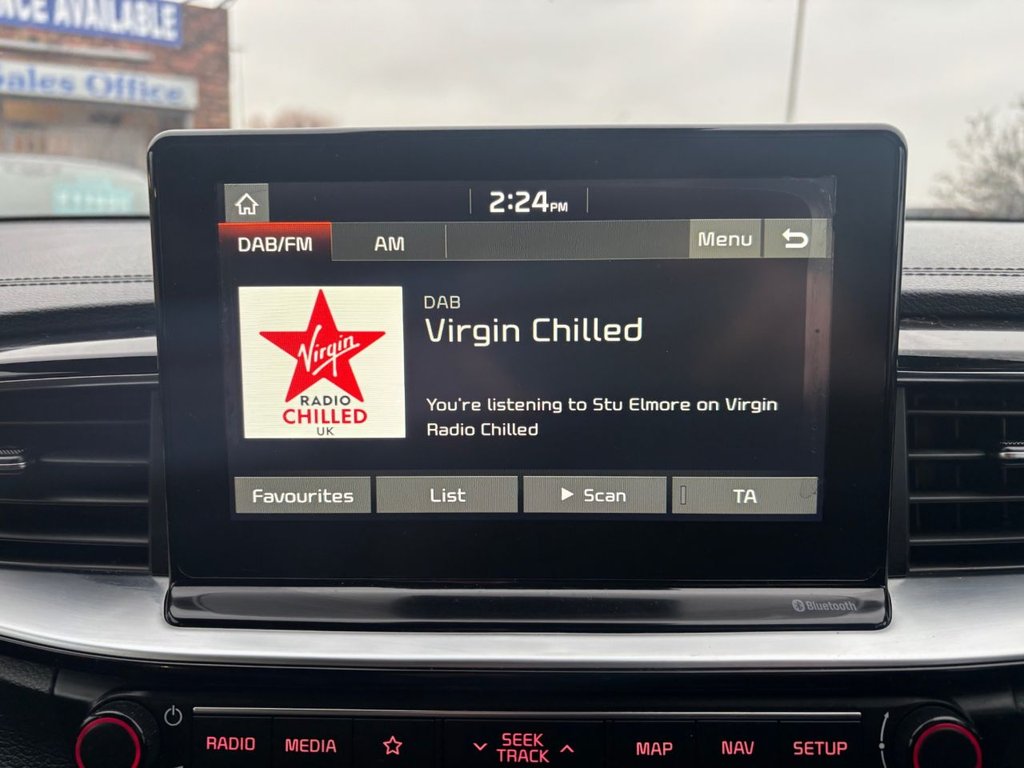 AVAILABLE
Sales Office
2:24PM
DAB/FM AM Menu
Virgin
RADIO
CHILLED
UK
DAB
Virgin Chilled
You're listening to Stu Elmore on Virgin
Radio Chilled
Favourites List Scan TA
Bluetooth
RADIO MEDIA SEEK TRACK MAP NAV SETUP